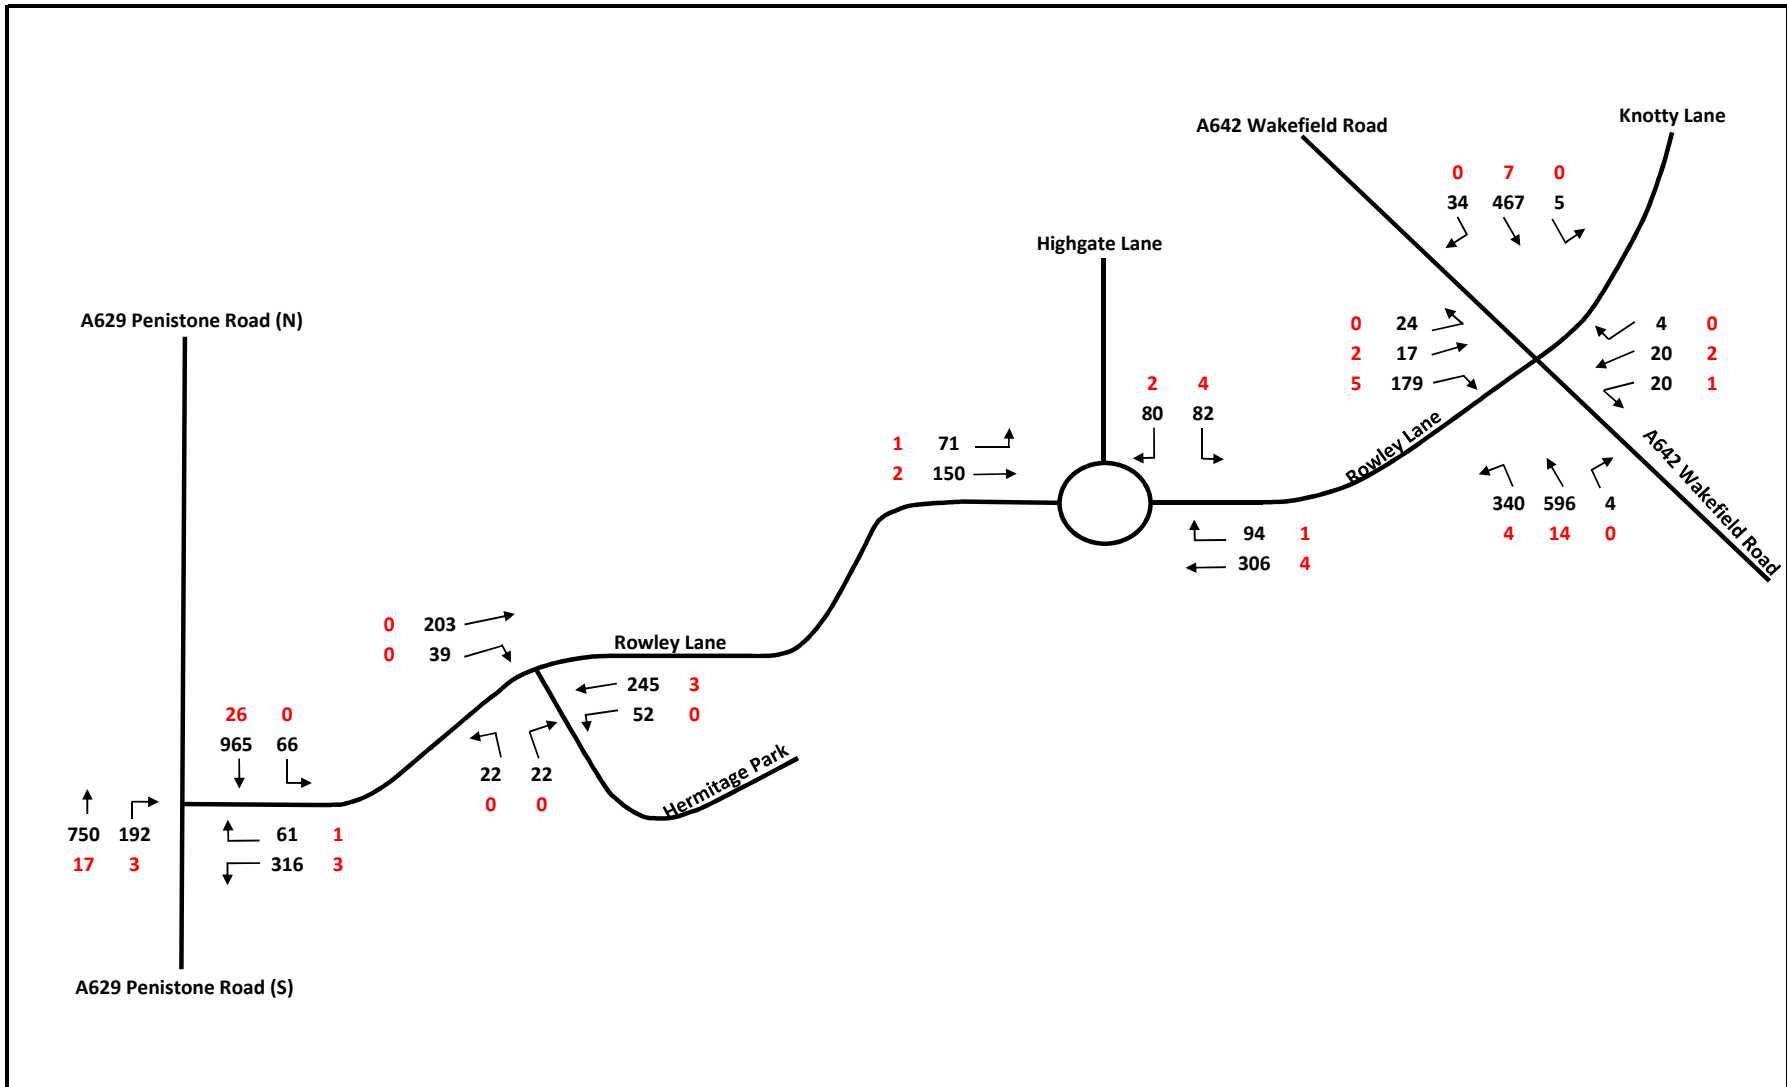 Knotty Lane
A642 Wakefield Road
0 7 0
34 467 5
Highgate Lane
A629 Penistone Road (N)
0 24
2 17
5 179
4 0
20 2
20 1
2 4
80 82
Rowley Lane
A642 Wakefield Road
1 71
2 150
340 596 4
4 14 0
94 1
306 4
0 203
0 39
Rowley Lane
245 3
52 0
26 0
965 66
22 22
0 0
Hermitage Park
750 192
17 3
61 1
316 3
A629 Penistone Road (S)